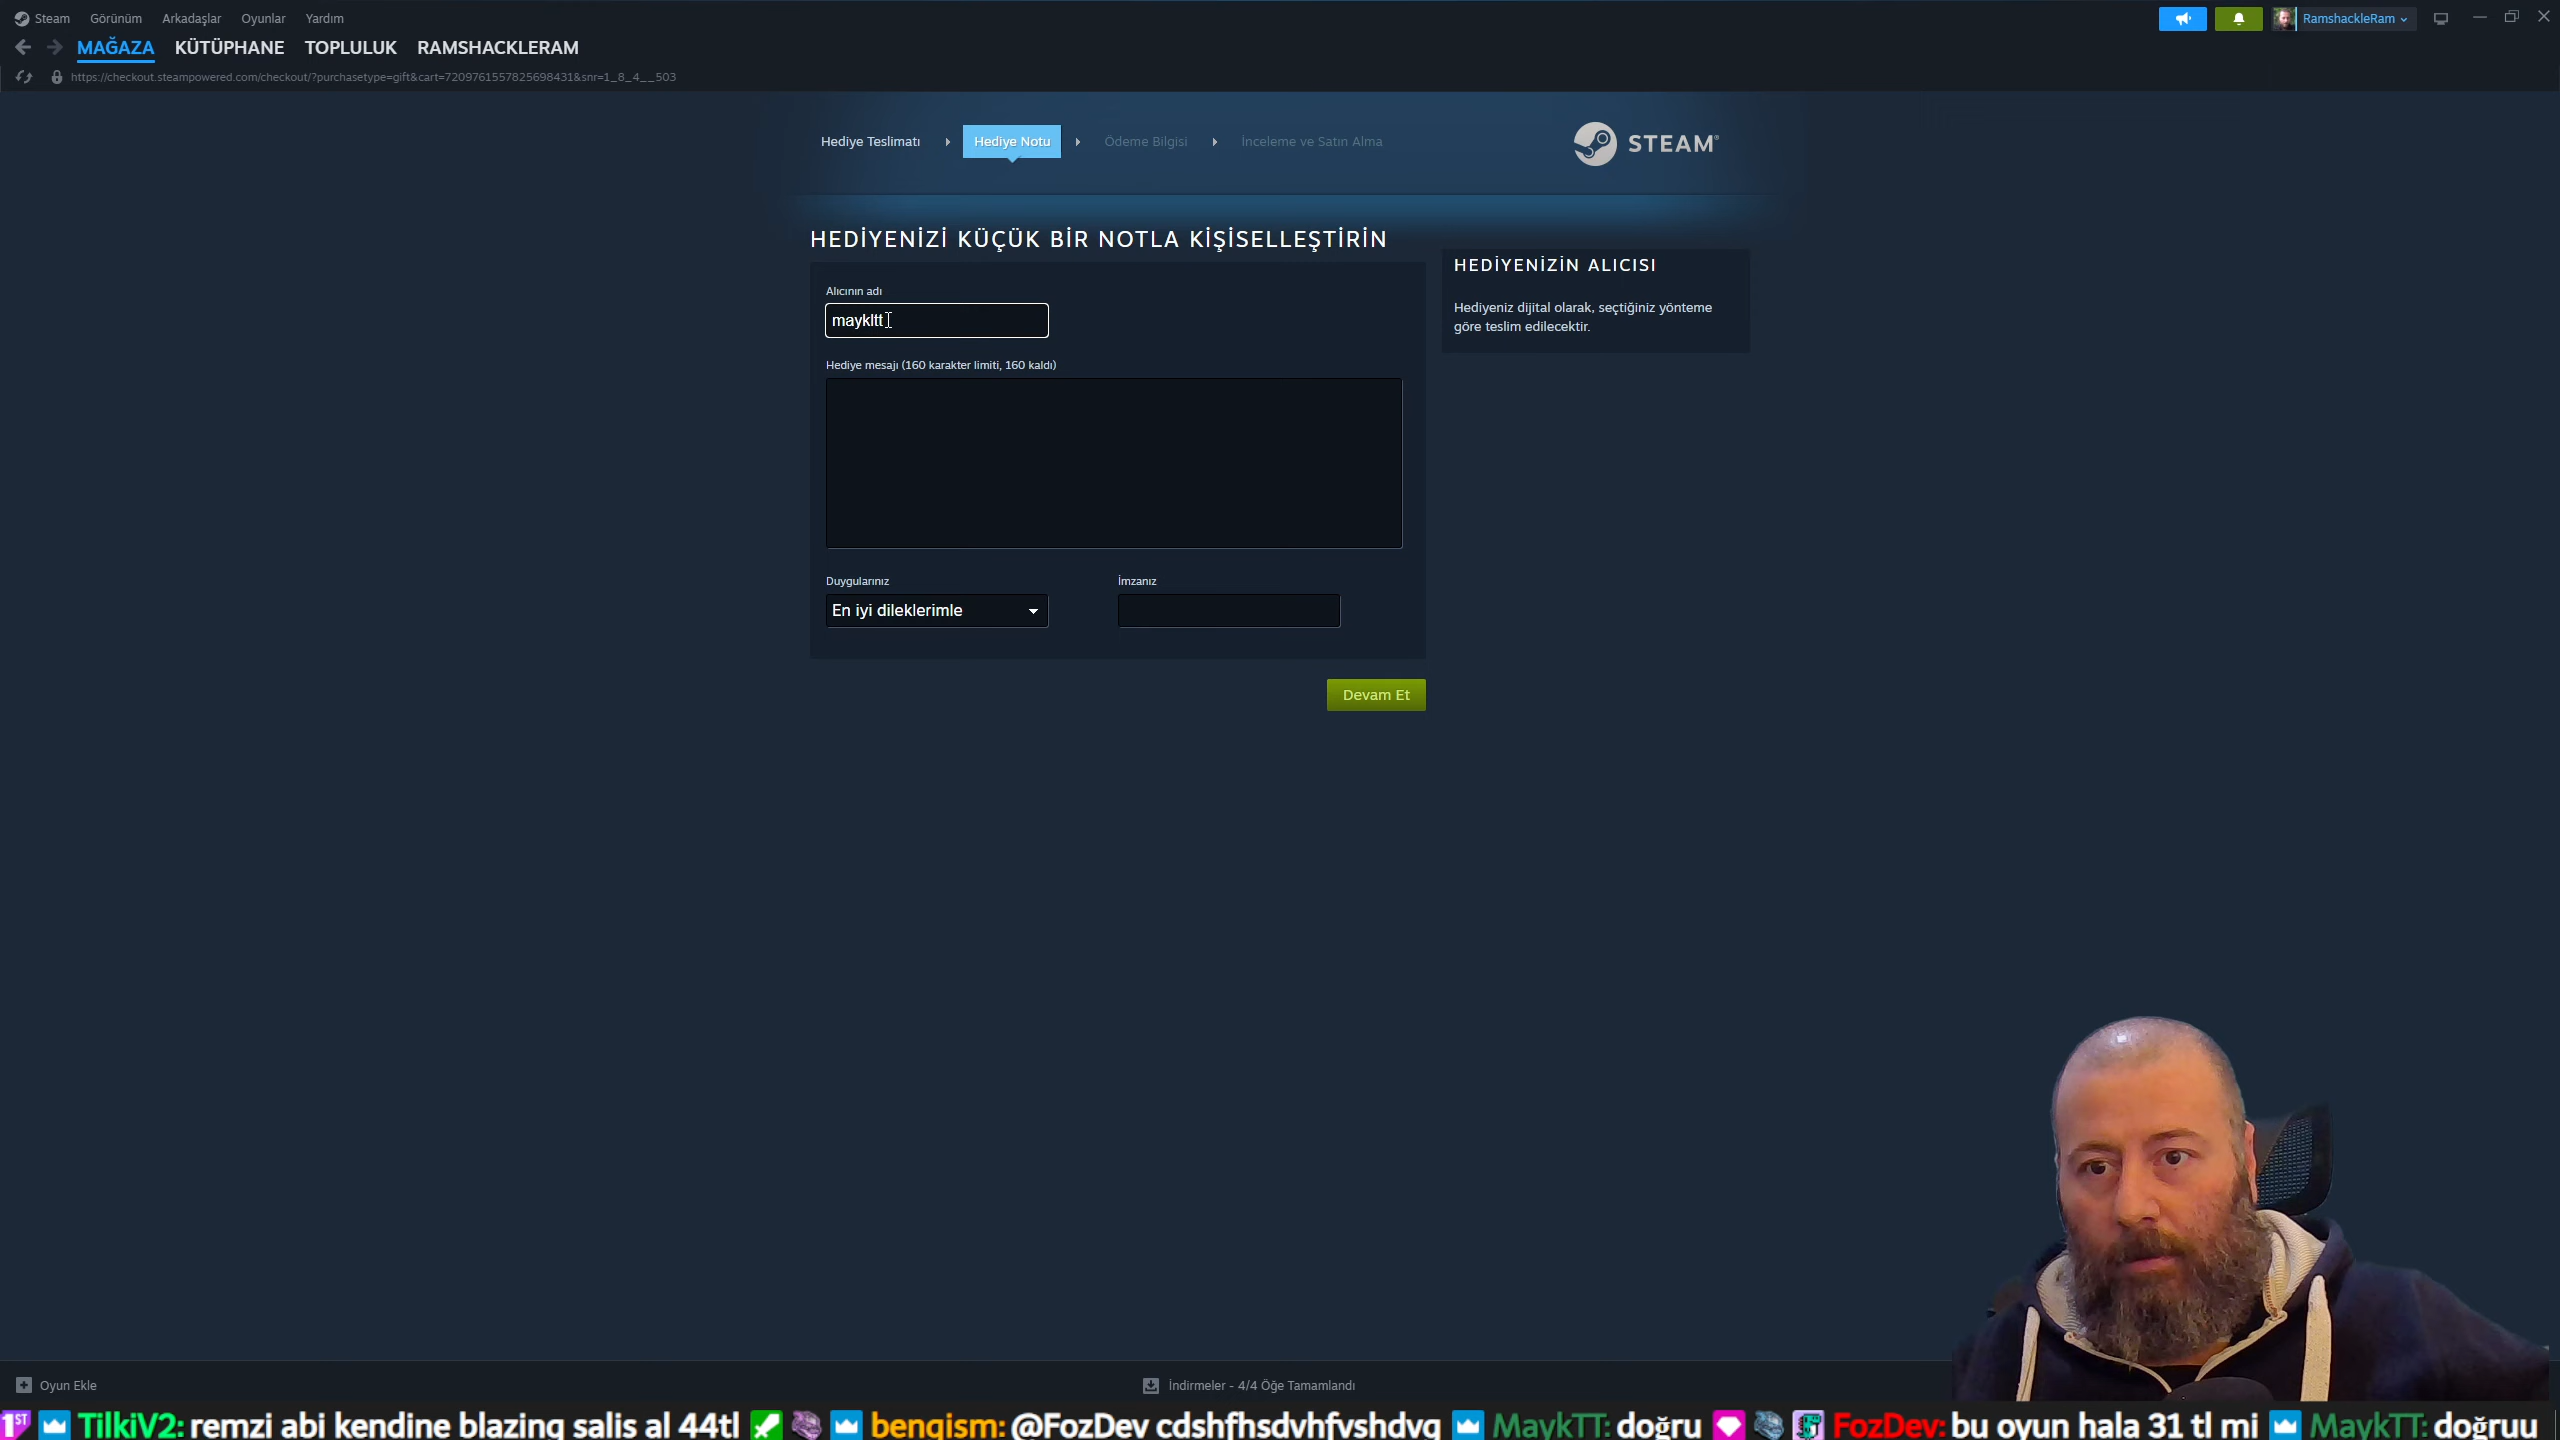 Steam Görünüm Arkadaşlar Oyunlar Yardım
RamshackleRam
MAĞAZA KÜTÜPHANE TOPLULUK RAMSHACKLERAM
https://checkout.steampowered.com/checkout/?purchasetype=gift&cart=7209761557825698431&snr=1_8_4__503
Hediye Teslimatı Hediye Notu Ödeme Bilgisi İnceleme ve Satın Alma
STEAM®
HEDİYENİZİ KÜÇÜK BİR NOTLA KİŞİSELLEŞTİRİN
Alıcının adı
maykltt
Hediye mesajı (160 karakter limiti, 160 kaldı)
Duygularınız
En iyi dileklerimle
İmzanız
Devam Et
HEDİYENİZİN ALICISI
Hediyeniz dijital olarak, seçtiğiniz yönteme
göre teslim edilecektir.
Oyun Ekle
İndirmeler - 4/4 Öğe Tamamlandı
1ST TilkiV2: remzi abi kendine blazing salis al 44tl bengism: @FozDev cdshfhsdvhfvshdvg MaykTT: doğru FozDev: bu oyun hala 31 tl mi MaykTT: doğruu